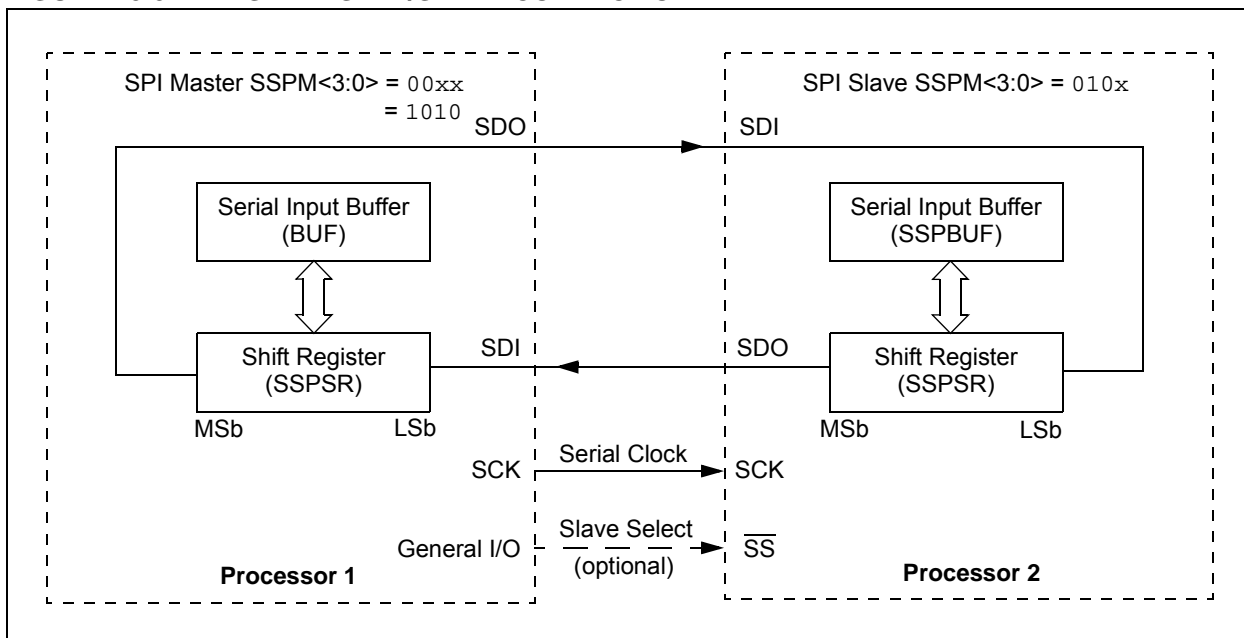 SPI Master SSPM<3:0> = 00xx
= 1010
SPI Slave SSPM<3:0> = 010x
SDO
SDI
Serial Input Buffer
(BUF)
Serial Input Buffer
(SSPBUF)
Shift Register
(SSPSR)
MSb
LSb
SDI
SDO
Shift Register
(SSPSR)
MSb
LSb
SCK
Serial Clock
SCK
General I/O
Slave Select
(optional)
SS
Processor 1
Processor 2